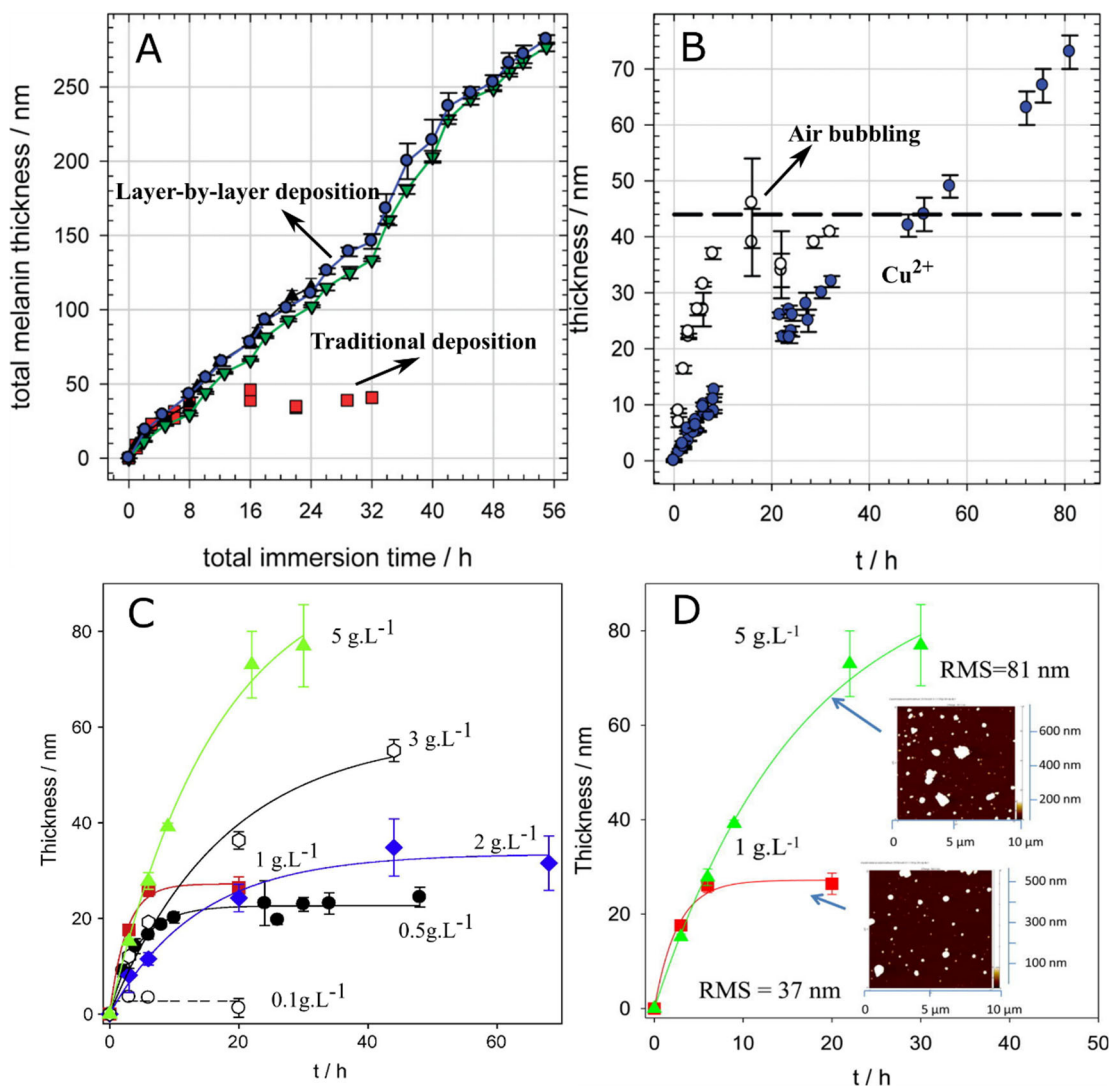 A
total melanin thickness / nm
250
200
150
100
50
0
Layer-by-layer deposition
Traditional deposition
0 8 16 24 32 40 48 56
total immersion time / h
B
thickness / nm
70
60
50
40
30
20
10
0
Air bubbling
Cu²⁺
0 20 40 60 80
t / h
C
Thickness / nm
80
60
40
20
0
5 g.L⁻¹
3 g.L⁻¹
1 g.L⁻¹
2 g.L⁻¹
0.5g.L⁻¹
0.1g.L⁻¹
0 20 40 60
t / h
D
Thickness / nm
80
60
40
20
0
5 g.L⁻¹
RMS=81 nm
600 nm
400 nm
200 nm
0 5 µm 10 µm
1 g.L⁻¹
500 nm
300 nm
100 nm
RMS = 37 nm
0 5 µm 10 µm
0 10 20 30 40 50
t / h